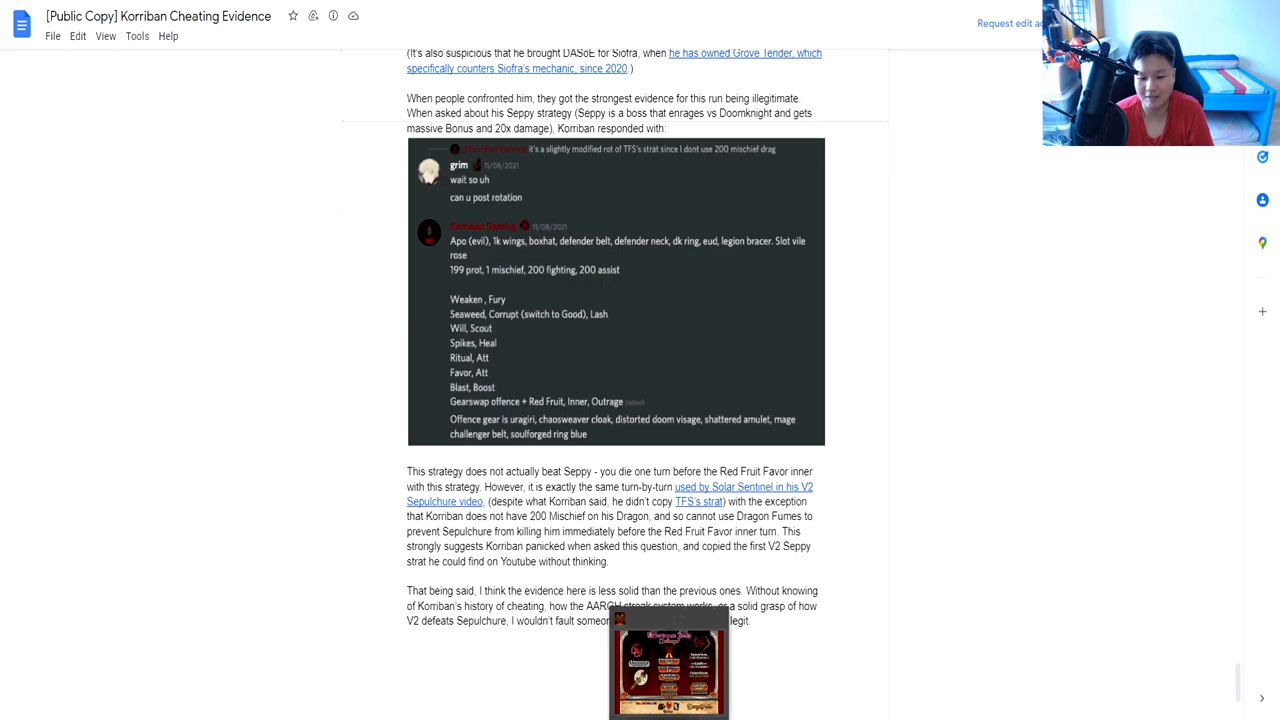 [Public Copy] Korriban Cheating Evidence
File Edit View Tools Help
Request edit ac
(It's also suspicious that he brought DASoE for Siofra, when he has owned Grove Tender, which
specifically counters Siofra's mechanic, since 2020.)
When people confronted him, they got the strongest evidence for this run being illegitimate.
When asked about his Seppy strategy (Seppy is a boss that enrages vs Doomknight and gets
massive Bonus and 20x damage), Korriban responded with:
it's a slightly modified rot of TFS's strat since I dont use 200 mischief drag
grim 11/08/2021
wait so uh
can u post rotation
Korriban Gaming 11/08/2021
Apo (evil), 1k wings, boxhat, defender belt, defender neck, dk ring, eud, legion bracer. Slot vile
rose
199 prot, 1 mischief, 200 fighting, 200 assist
Weaken , Fury
Seaweed, Corrupt (switch to Good), Lash
Will, Scout
Spikes, Heal
Ritual, Att
Favor, Att
Blast, Boost
Gearswap offence + Red Fruit, Inner, Outrage (edited)
Offence gear is uragiri, chaosweaver cloak, distorted doom visage, shattered amulet, mage
challenger belt, soulforged ring blue
This strategy does not actually beat Seppy - you die one turn before the Red Fruit Favor inner
with this strategy. However, it is exactly the same turn-by-turn used by Solar Sentinel in his V2
Sepulchure video, (despite what Korriban said, he didn't copy TFS's strat) with the exception
that Korriban does not have 200 Mischief on his Dragon, and so cannot use Dragon Fumes to
prevent Sepulchure from killing him immediately before the Red Fruit Favor inner turn. This
strongly suggests Korriban panicked when asked this question, and copied the first V2 Seppy
strat he could find on Youtube without thinking.
That being said, I think the evidence here is less solid than the previous ones. Without knowing
of Korriban's history of cheating, how the AARGH streak system works, or a solid grasp of how
V2 defeats Sepulchure, I wouldn't fault someon legit.